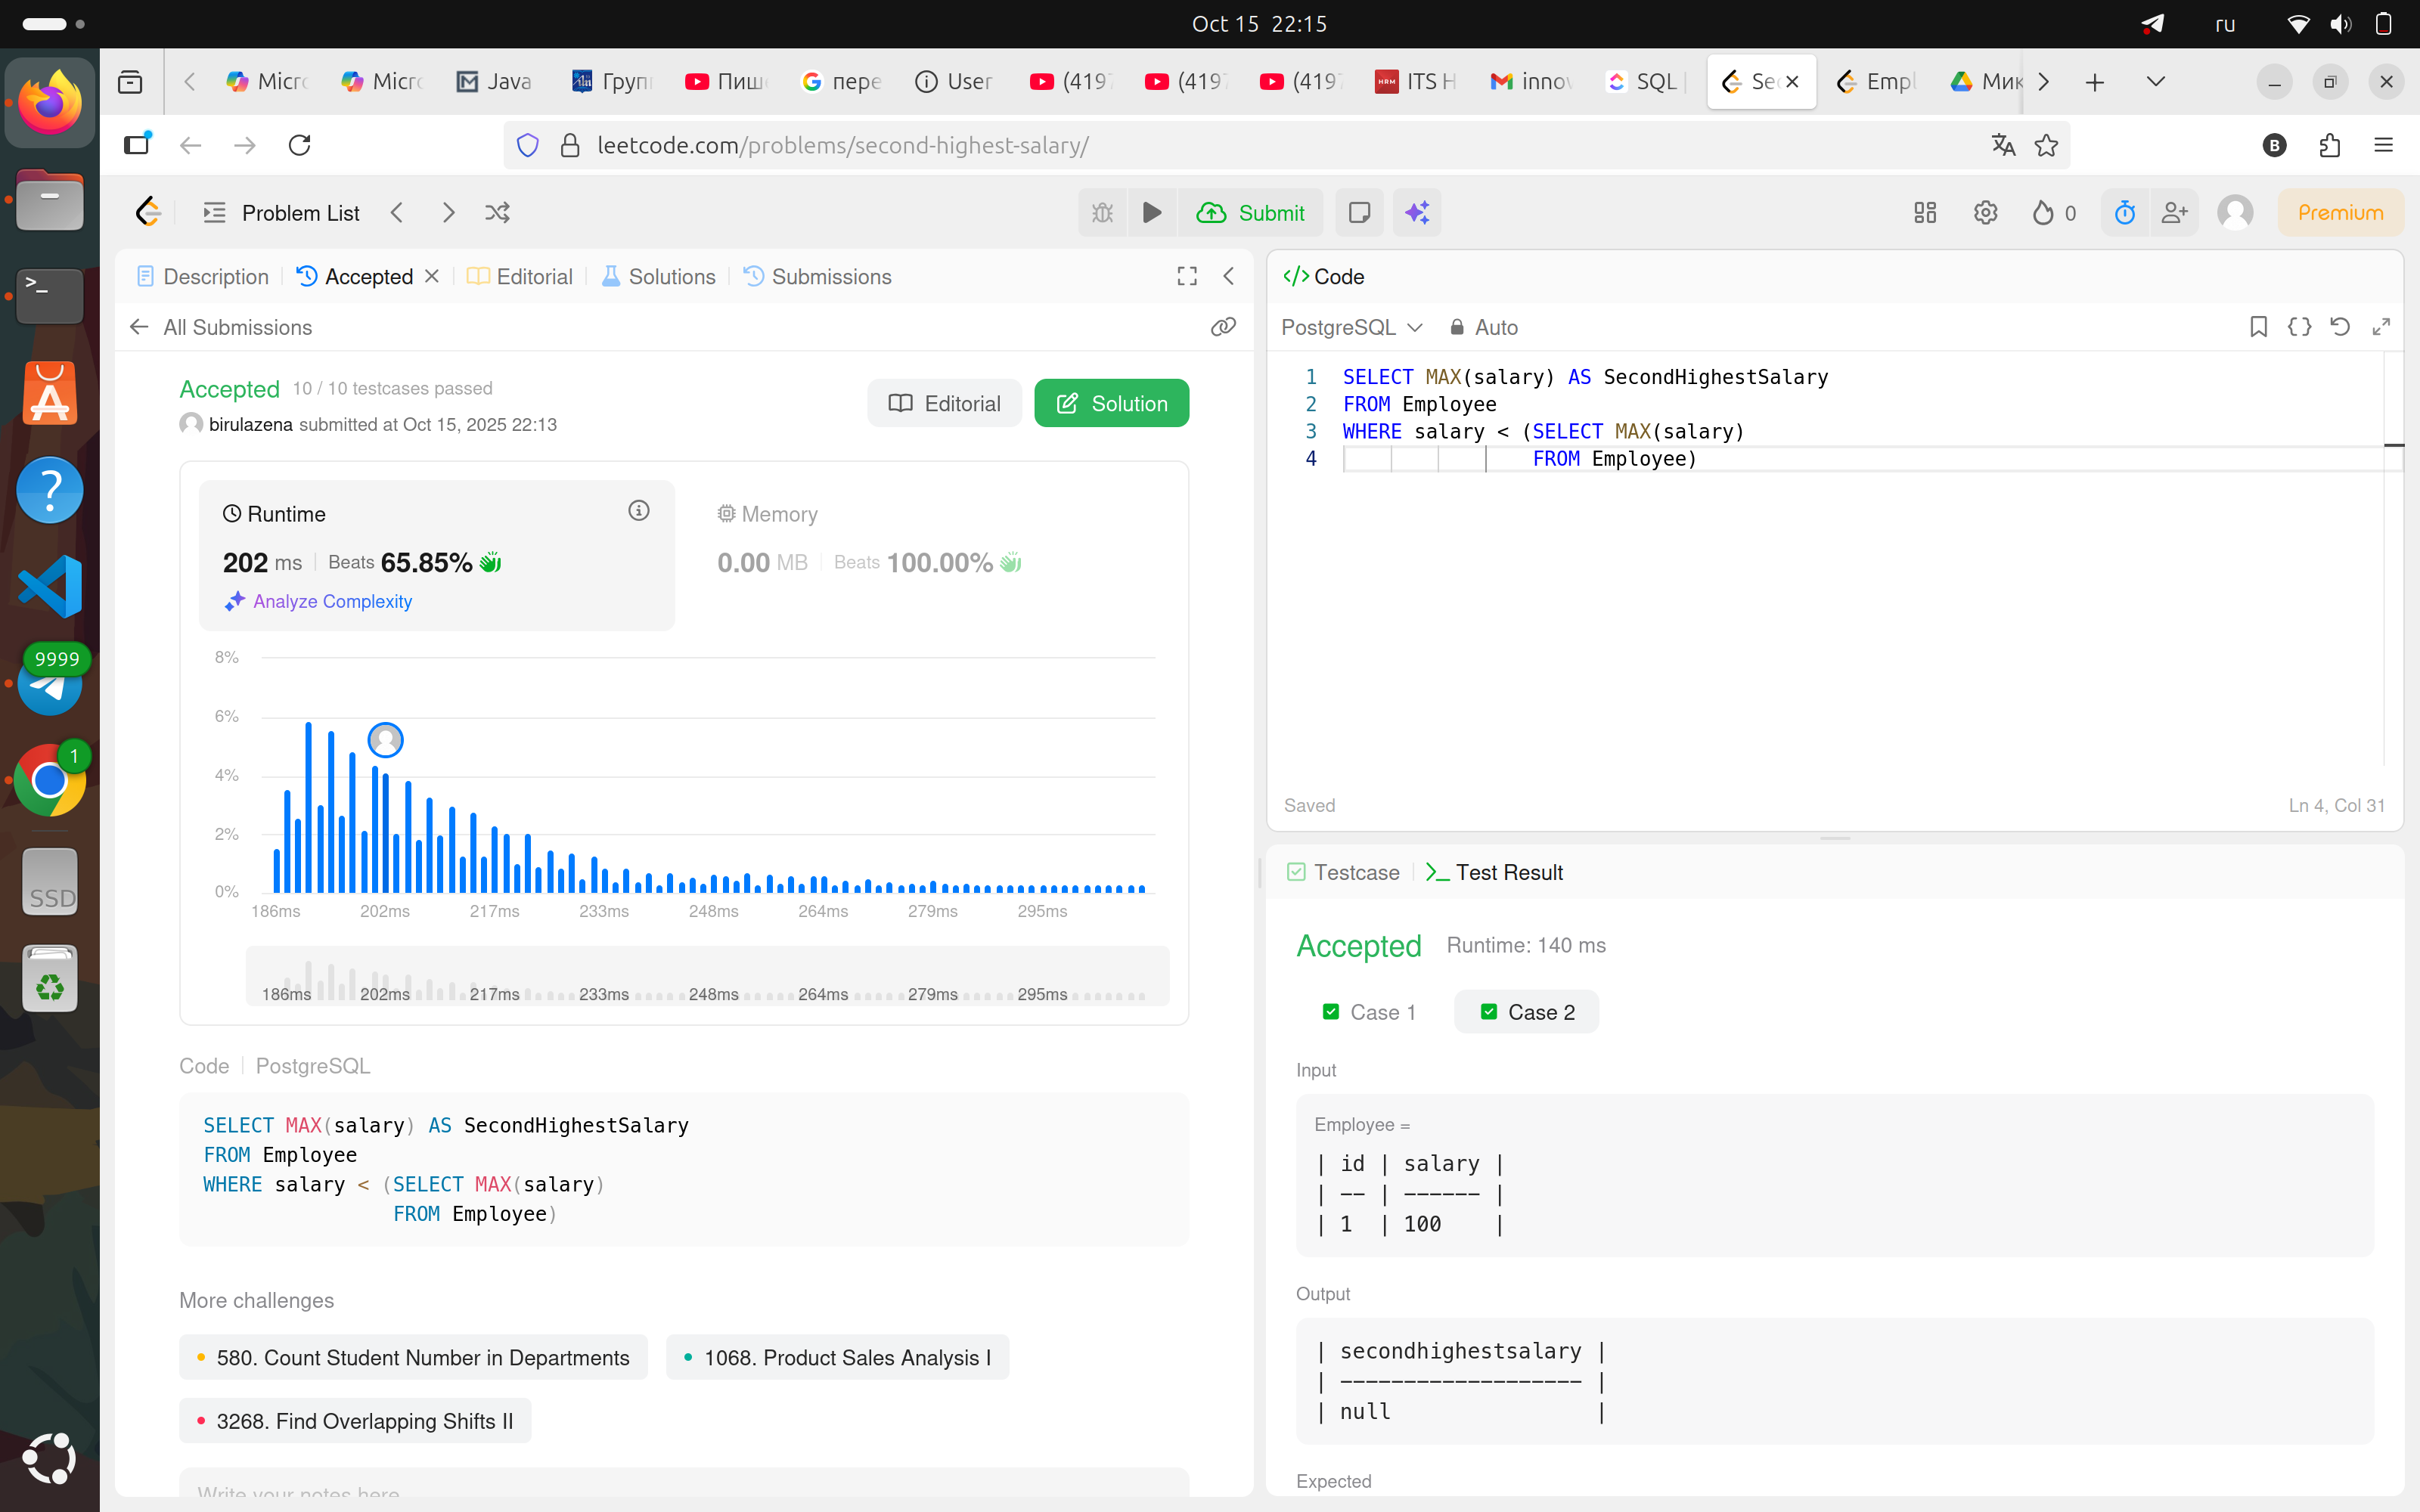 Oct 15 22:15
ru
Micr
Micr
Java
Груп
Пиш
пере
User
(419
(419
(419
ITS H
innov
SQL
Se
Empl
Мик
leetcode.com/problems/second-highest-salary/
B
Problem List
Submit
0
Premium
Description
Accepted
Editorial
Solutions
Submissions
All Submissions
Accepted 10 / 10 testcases passed
birulazena submitted at Oct 15, 2025 22:13
Editorial
Solution
Runtime
202 ms
Beats 65.85%
Analyze Complexity
Memory
0.00 MB
Beats 100.00%
8%
6%
4%
2%
0%
186ms 202ms 217ms 233ms 248ms 264ms 279ms 295ms
186ms 202ms 217ms 233ms 248ms 264ms 279ms 295ms
Code PostgreSQL
SELECT MAX(salary) AS SecondHighestSalary
FROM Employee
WHERE salary < (SELECT MAX(salary)
FROM Employee)
More challenges
580. Count Student Number in Departments
1068. Product Sales Analysis I
3268. Find Overlapping Shifts II
Write your notes here
Code
PostgreSQL
Auto
1 SELECT MAX(salary) AS SecondHighestSalary
2 FROM Employee
3 WHERE salary < (SELECT MAX(salary)
4 FROM Employee)
Saved
Ln 4, Col 31
Testcase
Test Result
Accepted Runtime: 140 ms
Case 1
Case 2
Input
Employee =
| id | salary |
| -- | ------ |
| 1  | 100    |
Output
| secondhighestsalary |
| ------------------- |
| null                |
Expected
9999
1
SSD